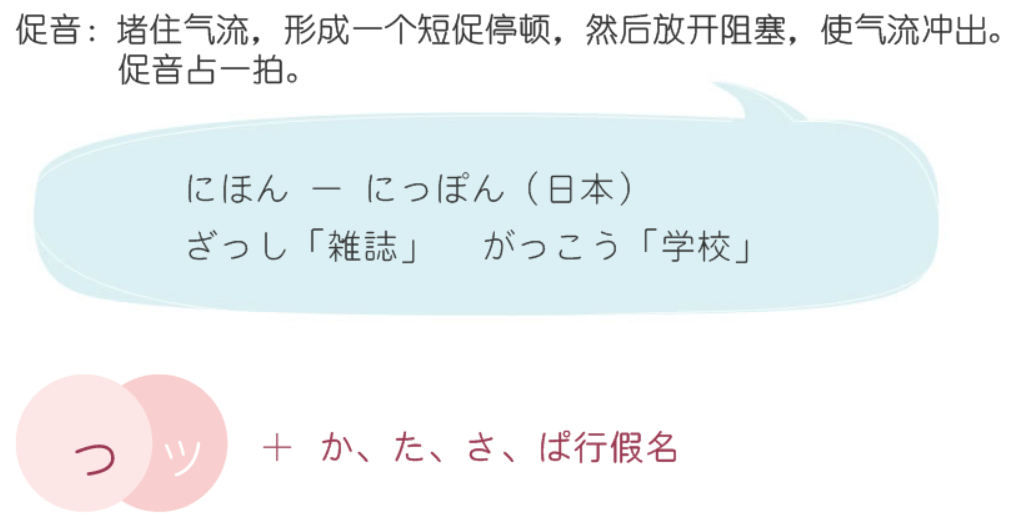 促音：堵住气流，形成一个短促停顿，然后放开阻塞，使气流冲出。
促音占一拍。
にほん — にっぽん（日本）
ざっし「雑誌」　がっこう「学校」
っ ッ ＋ か、た、さ、ぱ行假名